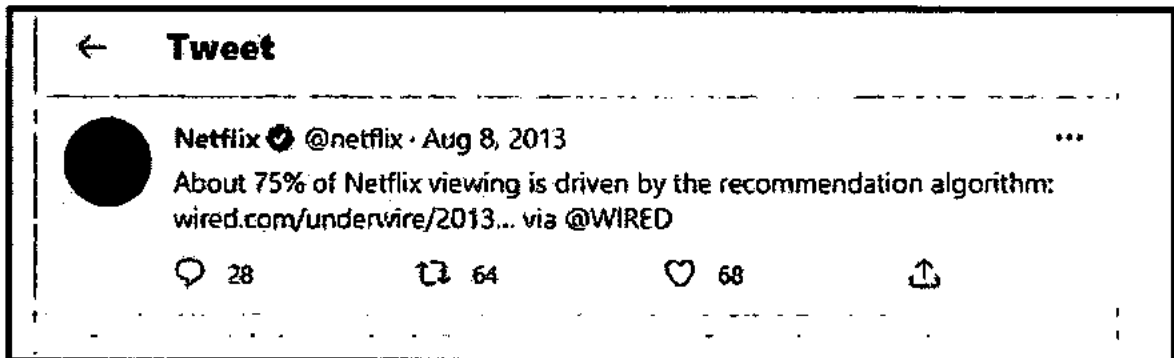 ← Tweet
Netflix @netflix · Aug 8, 2013
About 75% of Netflix viewing is driven by the recommendation algorithm:
wired.com/underwire/2013... via @WIRED
28 64 68